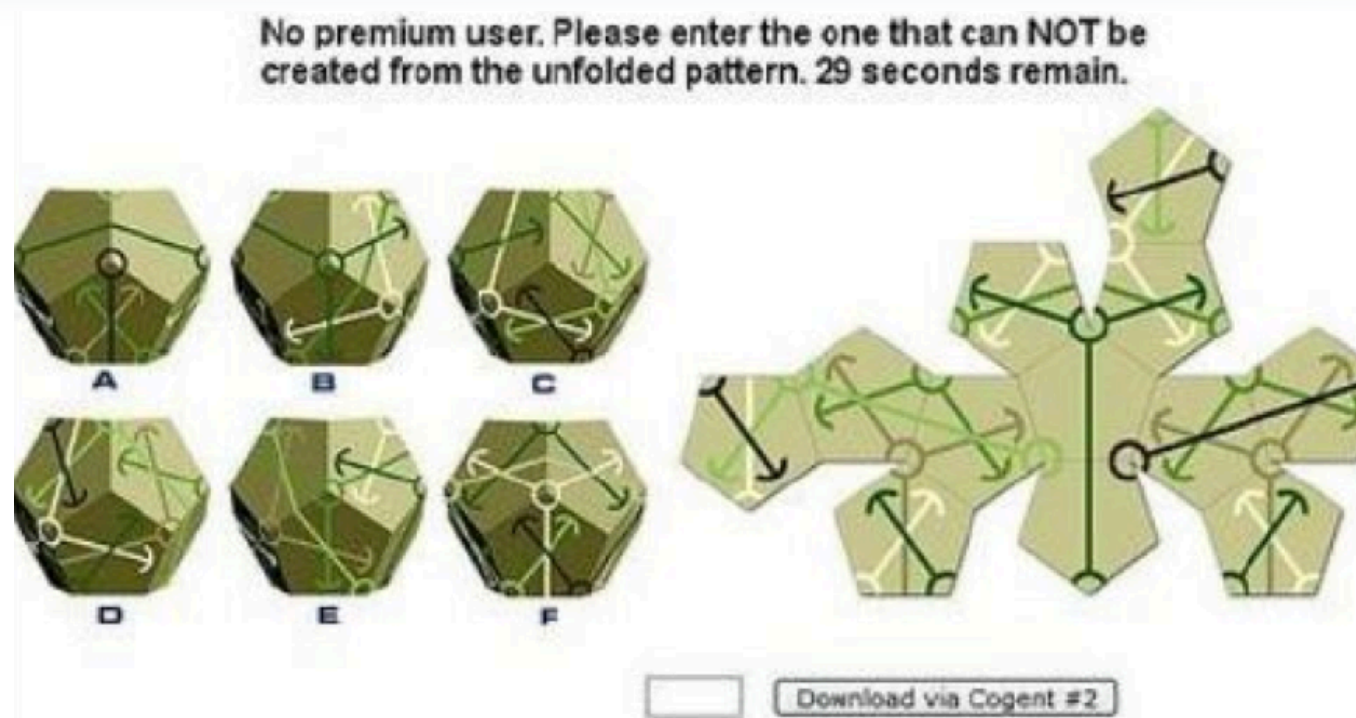 No premium user. Please enter the one that can NOT be
created from the unfolded pattern. 29 seconds remain.
A
B
C
D
E
F
Download via Cogent #2